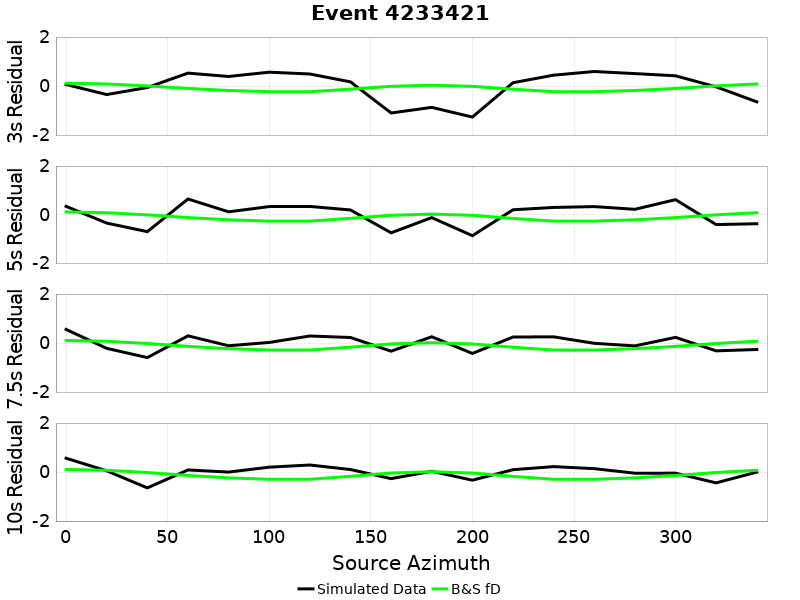 Event 4233421
3s Residual
2
0
-2
5s Residual
2
0
-2
7.5s Residual
2
0
-2
10s Residual
2
0
-2
0 50 100 150 200 250 300
Source Azimuth
Simulated Data B&S fD